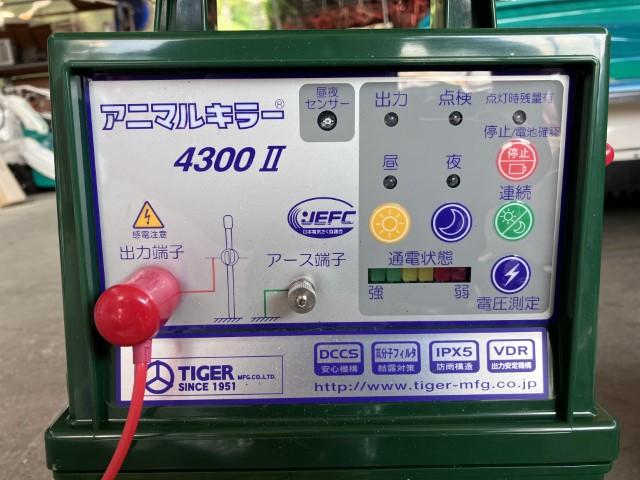 アニマルキラー®
4300 II
昼夜
センサー
出力
点検
点灯時残量有
停止/電池確認
停止
昼
夜
連続
感電注意
出力端子
JEFC
日本電気さく協議会
アース端子
通電状態
強
弱
電圧測定
TIGER MFG.CO.,LTD.
SINCE 1951
DCCS
安心機構
高分子フィルタ
結露対策
IPX5
防雨構造
VDR
出力安定機構
http://www.tiger-mfg.co.jp